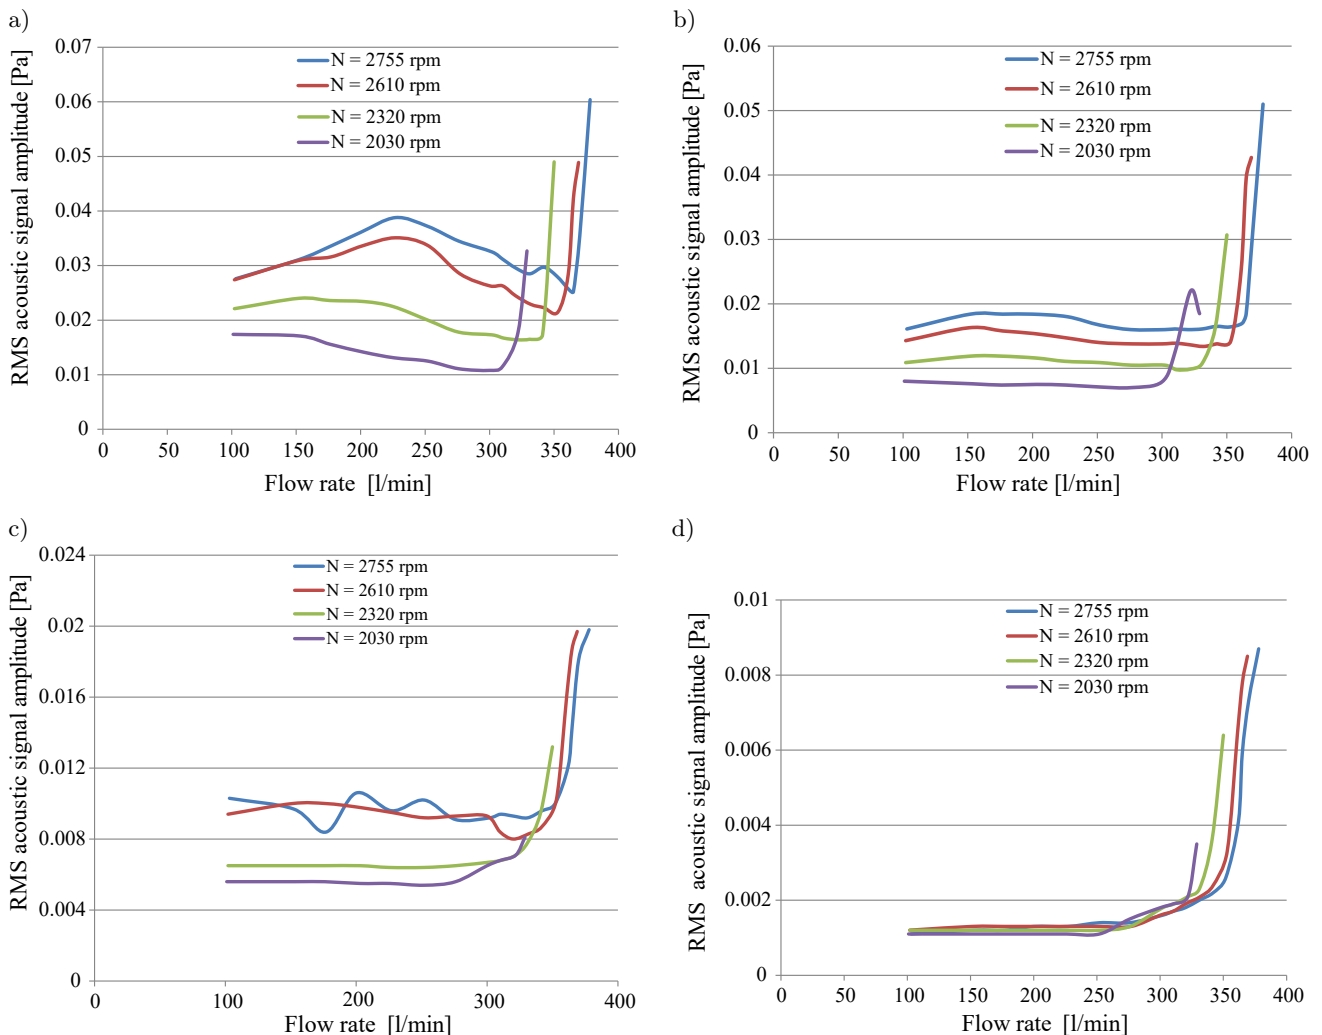 a)
RMS acoustic signal amplitude [Pa]
0.07
0.06
0.05
0.04
0.03
0.02
0.01
0
N = 2755 rpm
N = 2610 rpm
N = 2320 rpm
N = 2030 rpm
0 50 100 150 200 250 300 350 400
Flow rate [l/min]
b)
RMS acoustic signal amplitude [Pa]
0.06
0.05
0.04
0.03
0.02
0.01
0
N = 2755 rpm
N = 2610 rpm
N = 2320 rpm
N = 2030 rpm
0 50 100 150 200 250 300 350 400
Flow rate [l/min]
c)
RMS acoustic signal amplitude [Pa]
0.024
0.02
0.016
0.012
0.008
0.004
0
N = 2755 rpm
N = 2610 rpm
N = 2320 rpm
N = 2030 rpm
0 100 200 300 400
Flow rate [l/min]
d)
RMS acoustic signal amplitude [Pa]
0.01
0.008
0.006
0.004
0.002
0
N = 2755 rpm
N = 2610 rpm
N = 2320 rpm
N = 2030 rpm
0 50 100 150 200 250 300 350 400
Flow rate [l/min]